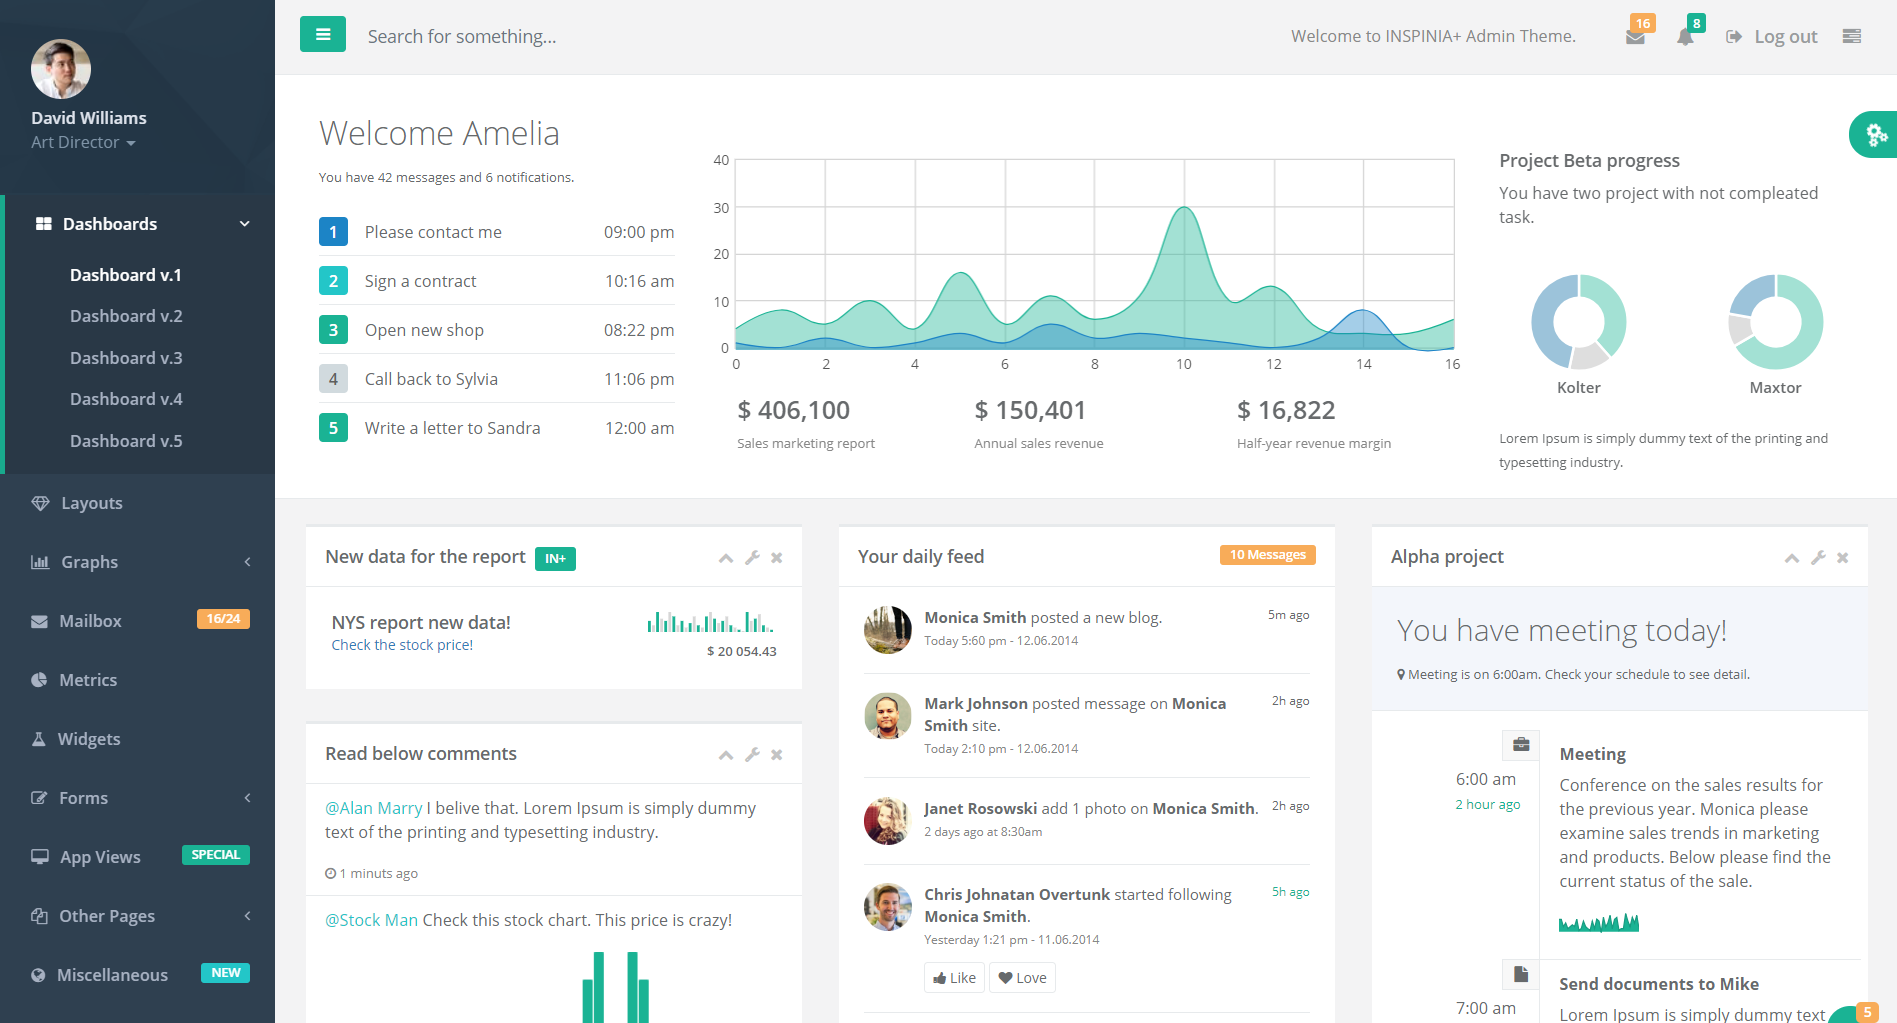 David Williams
Art Director
Dashboards
Dashboard v.1
Dashboard v.2
Dashboard v.3
Dashboard v.4
Dashboard v.5
Layouts
Graphs
Mailbox 16/24
Metrics
Widgets
Forms
App Views SPECIAL
Other Pages
Miscellaneous NEW
Search for something...
Welcome to INSPINIA+ Admin Theme.
16
8
Log out
Welcome Amelia
You have 42 messages and 6 notifications.
1 Please contact me 09:00 pm
2 Sign a contract 10:16 am
3 Open new shop 08:22 pm
4 Call back to Sylvia 11:06 pm
5 Write a letter to Sandra 12:00 am
40
30
20
10
0
0 2 4 6 8 10 12 14 16
$ 406,100
Sales marketing report
$ 150,401
Annual sales revenue
$ 16,822
Half-year revenue margin
Project Beta progress
You have two project with not compleated
task.
Kolter
Maxtor
Lorem Ipsum is simply dummy text of the printing and
typesetting industry.
New data for the report IN+
NYS report new data!
Check the stock price!
$ 20 054.43
Read below comments
@Alan Marry I belive that. Lorem Ipsum is simply dummy
text of the printing and typesetting industry.
1 minuts ago
@Stock Man Check this stock chart. This price is crazy!
Your daily feed 10 Messages
Monica Smith posted a new blog. 5m ago
Today 5:60 pm - 12.06.2014
Mark Johnson posted message on Monica 2h ago
Smith site.
Today 2:10 pm - 12.06.2014
Janet Rosowski add 1 photo on Monica Smith. 2h ago
2 days ago at 8:30am
Chris Johnatan Overtunk started following 5h ago
Monica Smith.
Yesterday 1:21 pm - 11.06.2014
Like Love
Alpha project
You have meeting today!
Meeting is on 6:00am. Check your schedule to see detail.
6:00 am
2 hour ago
Meeting
Conference on the sales results for
the previous year. Monica please
examine sales trends in marketing
and products. Below please find the
current status of the sale.
7:00 am
Send documents to Mike
Lorem Ipsum is simply dummy text
5